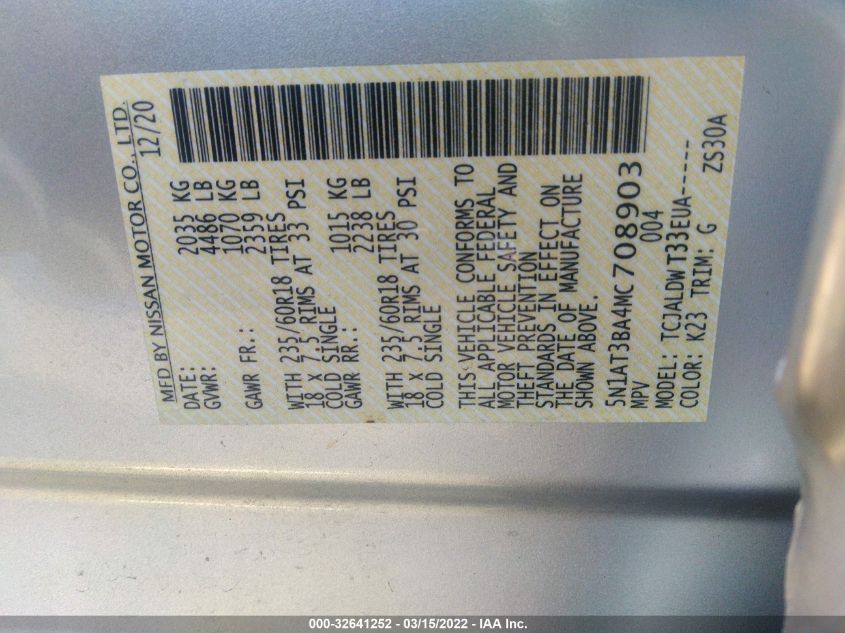 MFD BY NISSAN MOTOR CO., LTD.
DATE: 12/20
GVWR: 2035 KG
4486 LB
GAWR FR.: 1070 KG
2359 LB
WITH 235/60R18 TIRES
18 X 7.5 RIMS AT 33 PSI
COLD SINGLE
GAWR RR.: 1015 KG
2238 LB
WITH 235/60R18 TIRES
18 X 7.5 RIMS AT 30 PSI
COLD SINGLE
THIS VEHICLE CONFORMS TO
ALL APPLICABLE FEDERAL
MOTOR VEHICLE SAFETY AND
THEFT PREVENTION
STANDARDS IN EFFECT ON
THE DATE OF MANUFACTURE
SHOWN ABOVE.
5N1AT3BA4MC708903
MPV 004
MODEL: TCJALDW T33EUA------
COLOR: K23 TRIM: G ZS30A
000-32641252 - 03/15/2022 - IAA Inc.